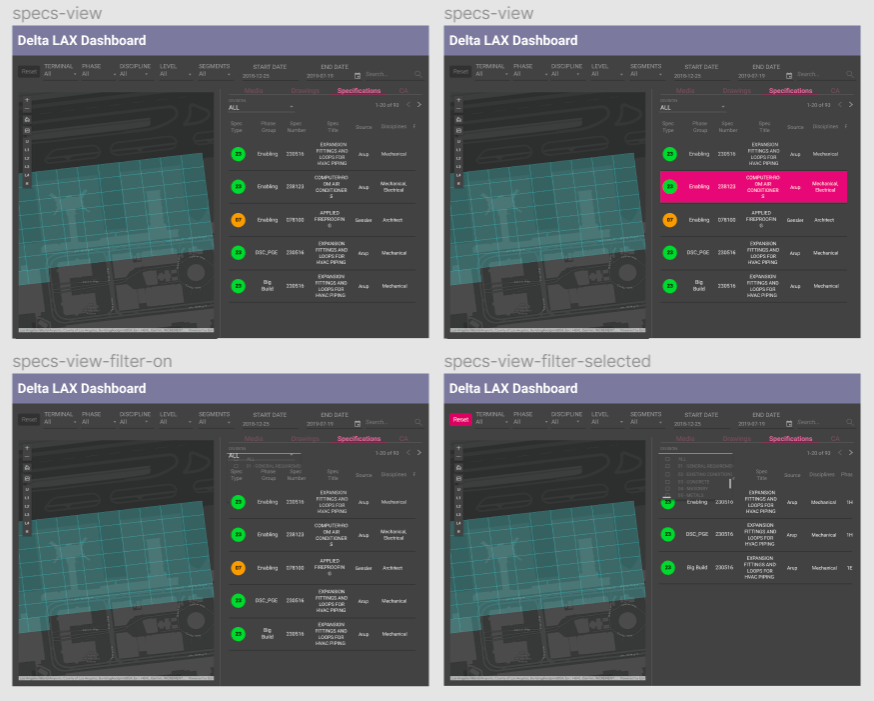 specs-view
Delta LAX Dashboard
Reset TERMINAL PHASE DISCIPLINE LEVEL SEGMENTS START DATE END DATE
All All All All All 2016-12-25 2019-07-19 Search...
Media Drawings Specifications CA
ALL 1-20 of 93
Spec Type Phase Group Spec Number Spec Title Source Disciplines
23 Enabling 230516 EXPANSION FITTINGS AND LOOPS FOR HVAC PIPING Arup Mechanical
23 Enabling 238123 COMPUTER-ROOM AIR CONDITIONERS Arup Mechanical, Electrical
07 Enabling 078100 APPLIED FIREPROOFING Gensler Architect
23 DSC_PGE 230516 EXPANSION FITTINGS AND LOOPS FOR HVAC PIPING Arup Mechanical
23 Big Build 230516 EXPANSION FITTINGS AND LOOPS FOR HVAC PIPING Arup Mechanical
specs-view
Delta LAX Dashboard
Reset TERMINAL PHASE DISCIPLINE LEVEL SEGMENTS START DATE END DATE
All All All All All 2016-12-25 2019-07-19 Search...
Media Drawings Specifications CA
ALL 1-20 of 93
Spec Type Phase Group Spec Number Spec Title Source Disciplines
23 Enabling 230516 EXPANSION FITTINGS AND LOOPS FOR HVAC PIPING Arup Mechanical
23 Enabling 238123 COMPUTER-ROOM AIR CONDITIONERS Arup Mechanical, Electrical
07 Enabling 078100 APPLIED FIREPROOFING Gensler Architect
23 DSC_PGE 230516 EXPANSION FITTINGS AND LOOPS FOR HVAC PIPING Arup Mechanical
23 Big Build 230516 EXPANSION FITTINGS AND LOOPS FOR HVAC PIPING Arup Mechanical
specs-view-filter-on
Delta LAX Dashboard
Reset TERMINAL PHASE DISCIPLINE LEVEL SEGMENTS START DATE END DATE
All All All All All 2016-12-25 2019-07-19 Search...
Media Drawings Specifications CA
ALL 1-20 of 93
Spec Type Phase Group Spec Number Spec Title Source Disciplines
23 Enabling 230516 EXPANSION FITTINGS AND LOOPS FOR HVAC PIPING Arup Mechanical
23 Enabling 238123 COMPUTER-ROOM AIR CONDITIONERS Arup Mechanical, Electrical
07 Enabling 078100 APPLIED FIREPROOFING Gensler Architect
23 DSC_PGE 230516 EXPANSION FITTINGS AND LOOPS FOR HVAC PIPING Arup Mechanical
23 Big Build 230516 EXPANSION FITTINGS AND LOOPS FOR HVAC PIPING Arup Mechanical
specs-view-filter-selected
Delta LAX Dashboard
Reset TERMINAL PHASE DISCIPLINE LEVEL SEGMENTS START DATE END DATE
All All All All All 2016-12-25 2019-07-19 Search...
Media Drawings Specifications CA
1-20 of 93
ALL
Spec Title Source Disciplines Phas
23 Enabling 230516 EXPANSION FITTINGS AND LOOPS FOR HVAC PIPING Arup Mechanical 1H
23 DSC_PGE 230516 EXPANSION FITTINGS AND LOOPS FOR HVAC PIPING Arup Mechanical 1H
23 Big Build 230516 EXPANSION FITTINGS AND LOOPS FOR HVAC PIPING Arup Mechanical 1E